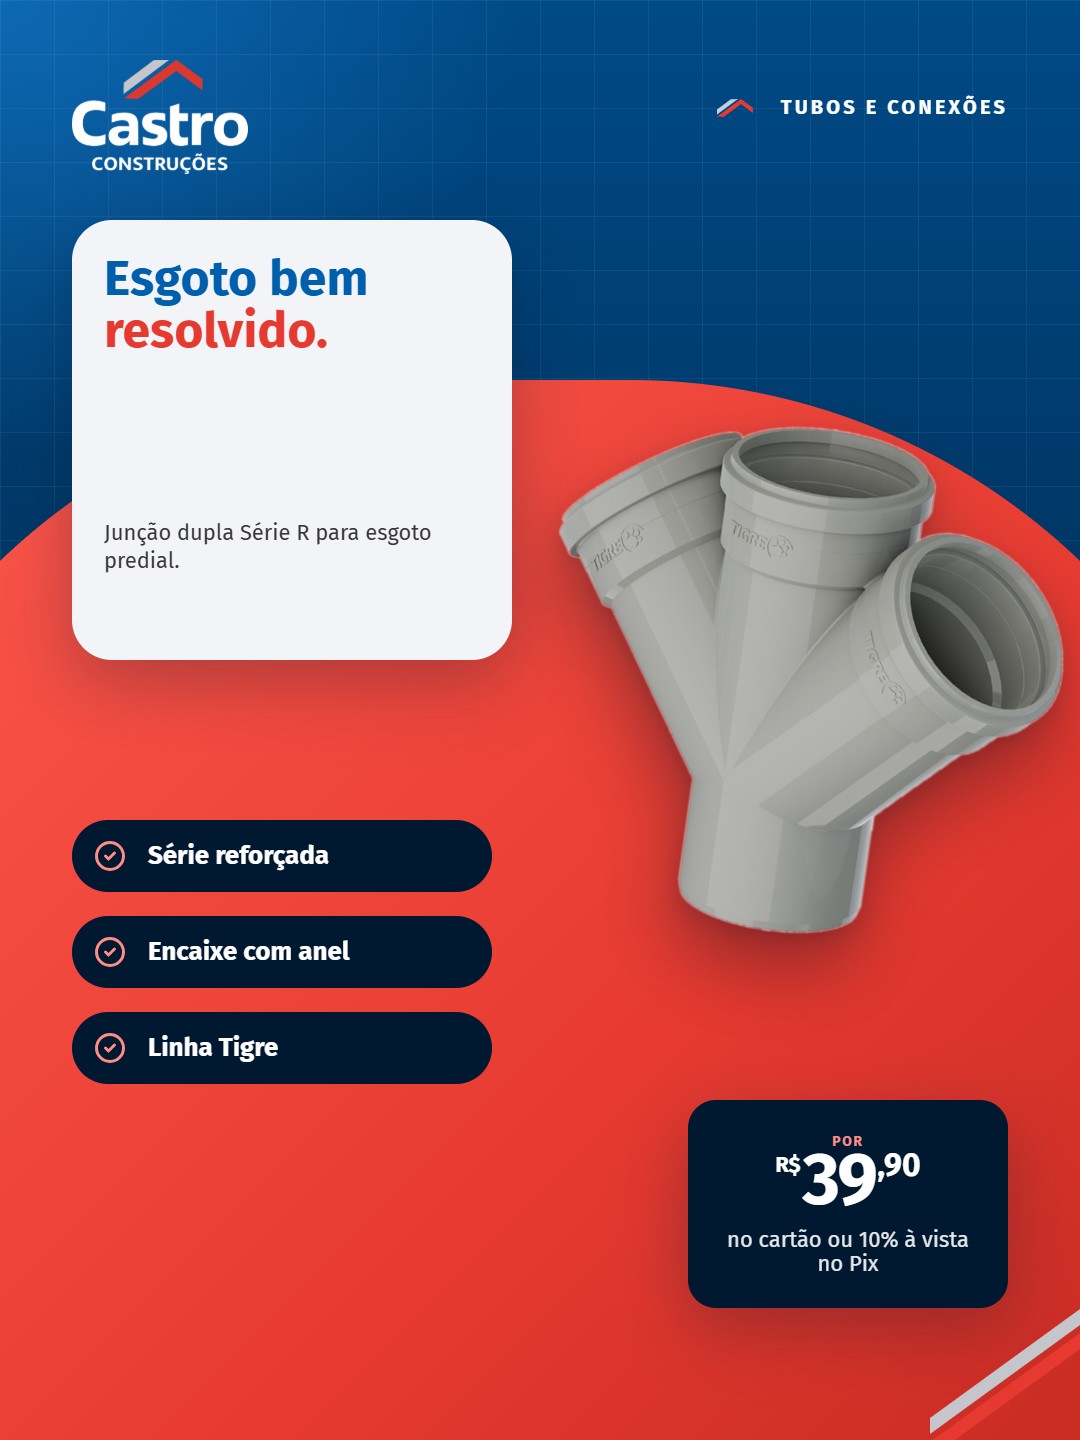 Castro
CONSTRUÇÕES
TUBOS E CONEXÕES
Esgoto bem
resolvido.
Junção dupla Série R para esgoto
predial.
TIGRE
TIGRE
TIGRE
Série reforçada
Encaixe com anel
Linha Tigre
POR
R$39,90
no cartão ou 10% à vista
no Pix